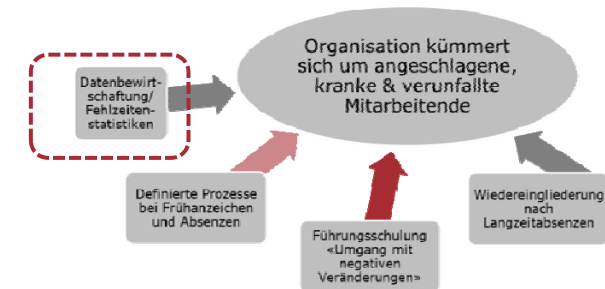 Organisation kümmert
sich um angeschlagene,
kranke & verunfallte
Mitarbeitende
Datenbewirt-
schaftung/
Fehlzeiten-
statistiken
Definierte Prozesse
bei Frühanzeichen
und Absenzen
Führungsschulung
«Umgang mit
negativen
Veränderungen»
Wiedereingliederung
nach
Langzeitabsenzen